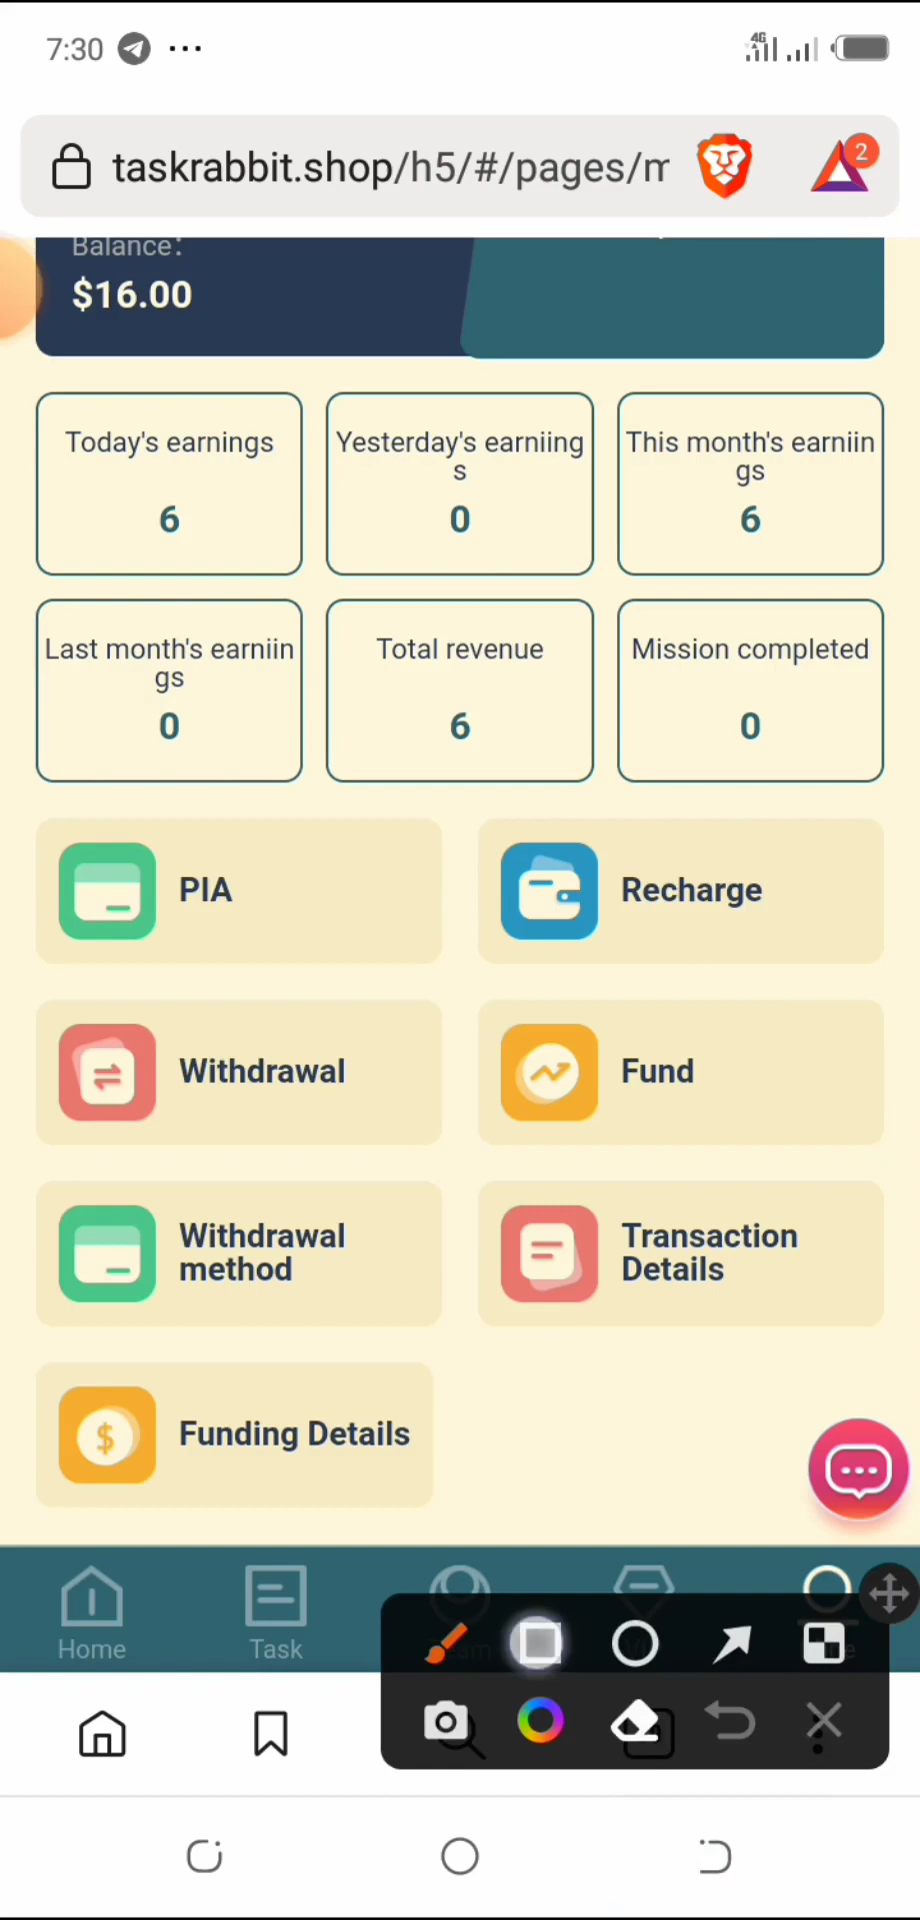 7:30
4G
taskrabbit.shop/h5/#/pages/m
2
Balance:
$16.00
Today's earnings
6
Yesterday's earniing
s
0
This month's earniin
gs
6
Last month's earniin
gs
0
Total revenue
6
Mission completed
0
PIA
Recharge
Withdrawal
Fund
Withdrawal
method
Transaction
Details
$
Funding Details
Home
Task